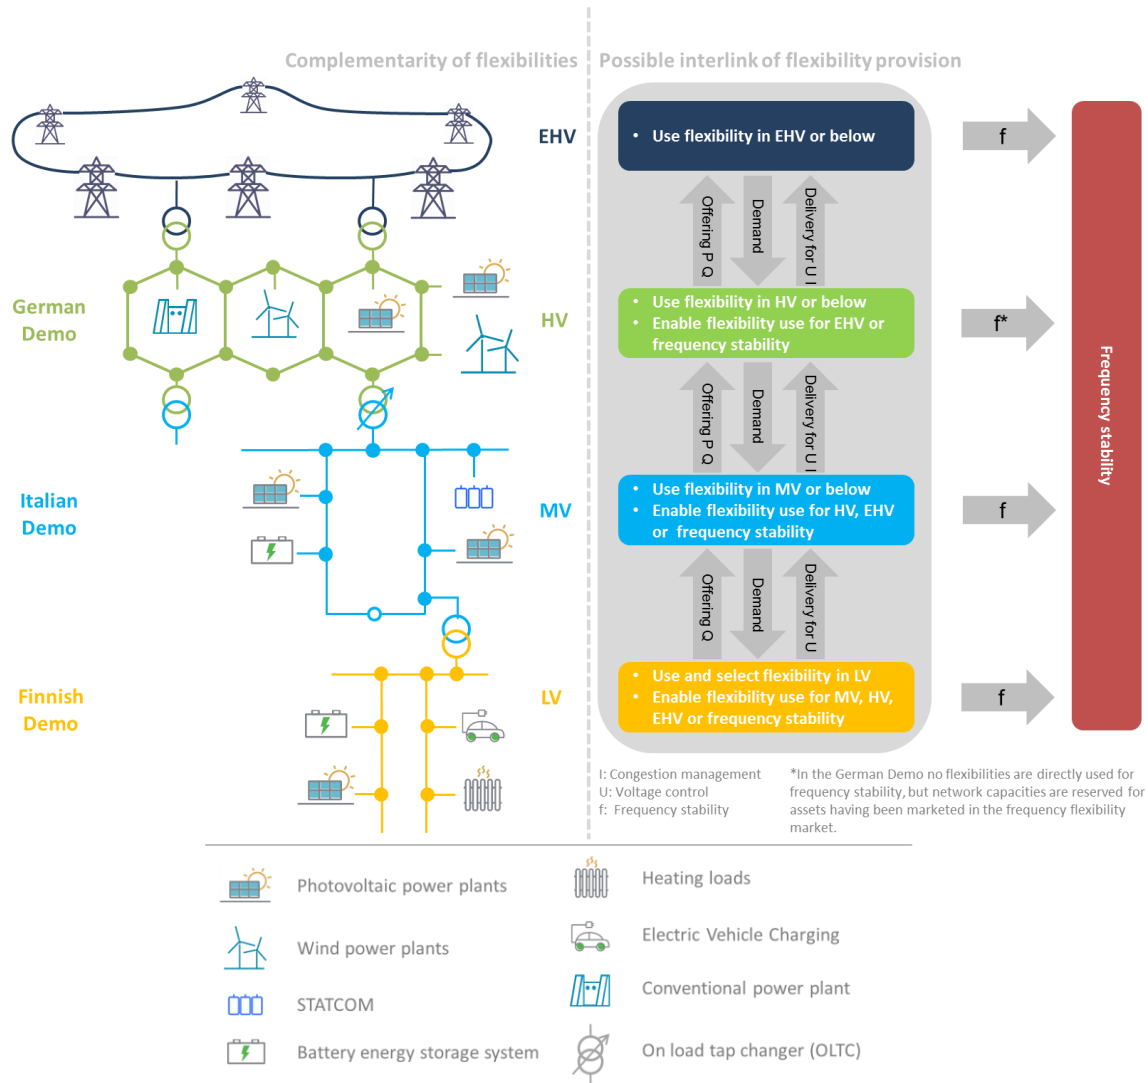 Complementarity of flexibilities
Possible interlink of flexibility provision
EHV
• Use flexibility in EHV or below
f
Offering P Q
Demand
Delivery for U I
German
Demo
HV
• Use flexibility in HV or below
• Enable flexibility use for EHV or
frequency stability
f*
Frequency stability
Offering P Q
Demand
Delivery for U I
Italian
Demo
MV
• Use flexibility in MV or below
• Enable flexibility use for HV, EHV
or frequency stability
f
Offering Q
Demand
Delivery for U
Finnish
Demo
LV
• Use and select flexibility in LV
• Enable flexibility use for MV, HV,
EHV or frequency stability
f
I: Congestion management
U: Voltage control
f: Frequency stability
*In the German Demo no flexibilities are directly used for
frequency stability, but network capacities are reserved for
assets having been marketed in the frequency flexibility
market.
Photovoltaic power plants
Wind power plants
STATCOM
Battery energy storage system
Heating loads
Electric Vehicle Charging
Conventional power plant
On load tap changer (OLTC)